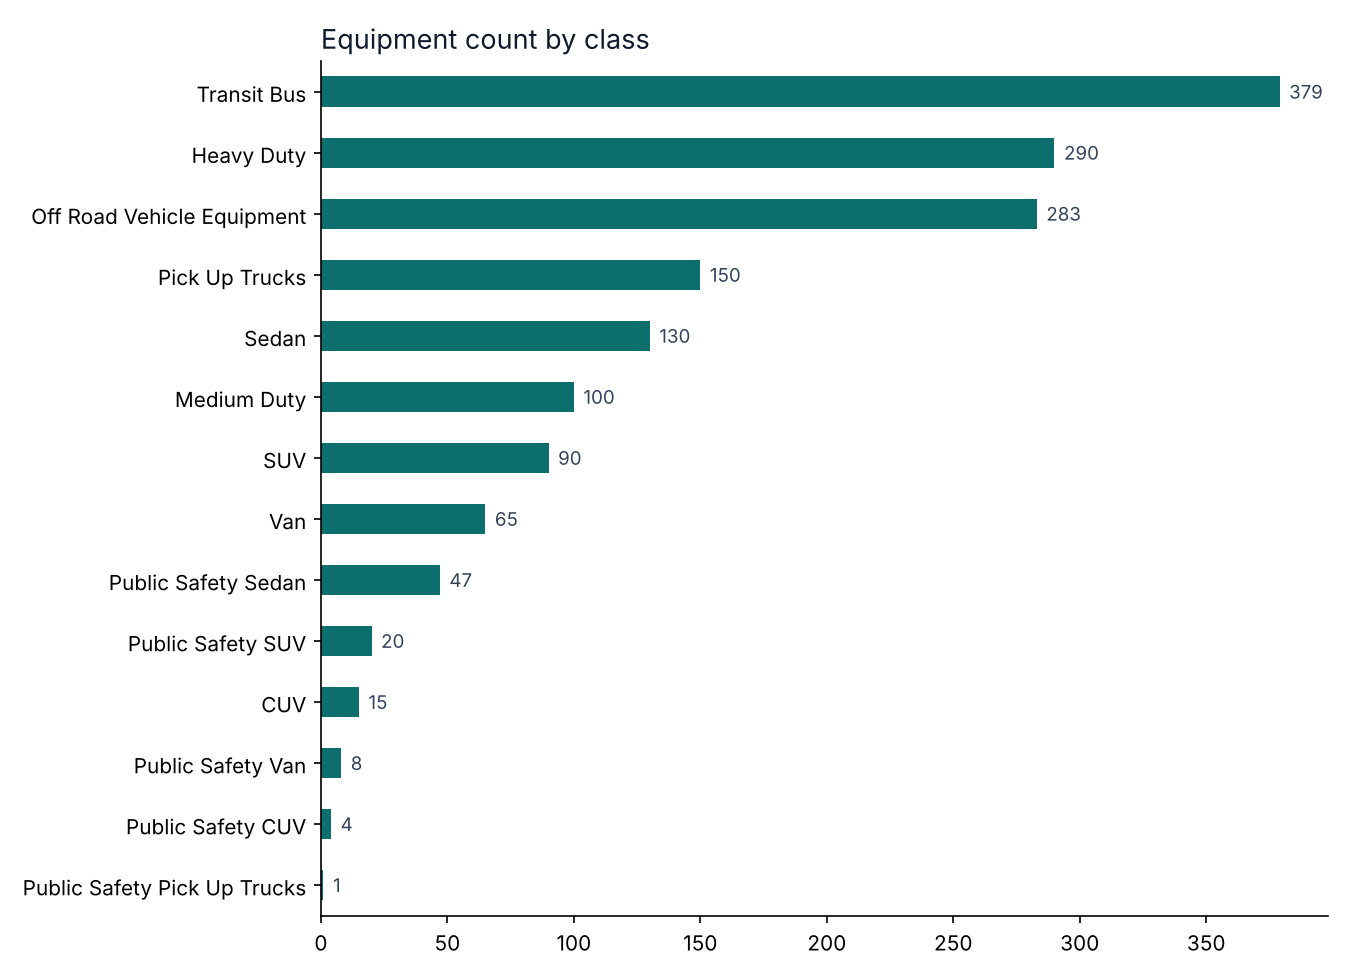 Equipment count by class
Transit Bus 379
Heavy Duty 290
Off Road Vehicle Equipment 283
Pick Up Trucks 150
Sedan 130
Medium Duty 100
SUV 90
Van 65
Public Safety Sedan 47
Public Safety SUV 20
CUV 15
Public Safety Van 8
Public Safety CUV 4
Public Safety Pick Up Trucks 1
0 50 100 150 200 250 300 350